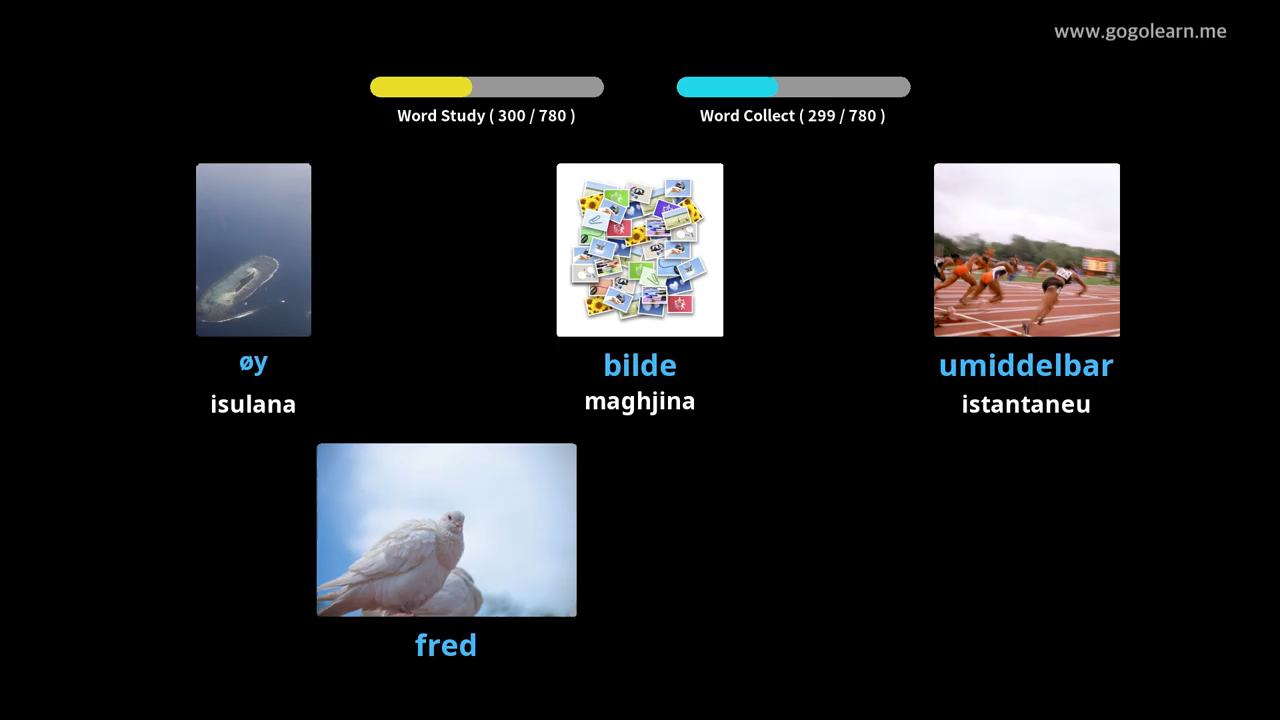 www.gogolearn.me
Word Study ( 300 / 780 )
Word Collect ( 299 / 780 )
øy
bilde
umiddelbar
isulana
maghjina
istantaneu
fred